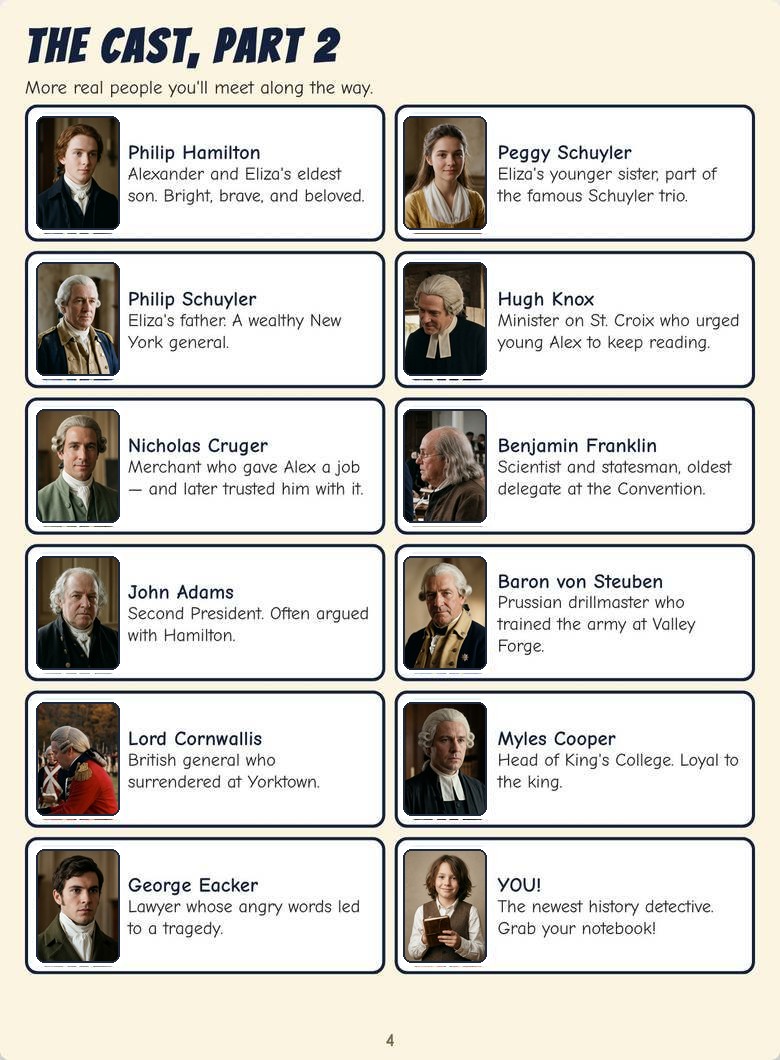 THE CAST, PART 2
More real people you'll meet along the way.
Philip Hamilton
Alexander and Eliza's eldest
son. Bright, brave, and beloved.
Peggy Schuyler
Eliza's younger sister, part of
the famous Schuyler trio.
Philip Schuyler
Eliza's father. A wealthy New
York general.
Hugh Knox
Minister on St. Croix who urged
young Alex to keep reading.
Nicholas Cruger
Merchant who gave Alex a job
— and later trusted him with it.
Benjamin Franklin
Scientist and statesman, oldest
delegate at the Convention.
John Adams
Second President. Often argued
with Hamilton.
Baron von Steuben
Prussian drillmaster who
trained the army at Valley
Forge.
Lord Cornwallis
British general who
surrendered at Yorktown.
Myles Cooper
Head of King's College. Loyal to
the king.
George Eacker
Lawyer whose angry words led
to a tragedy.
YOU!
The newest history detective.
Grab your notebook!
4